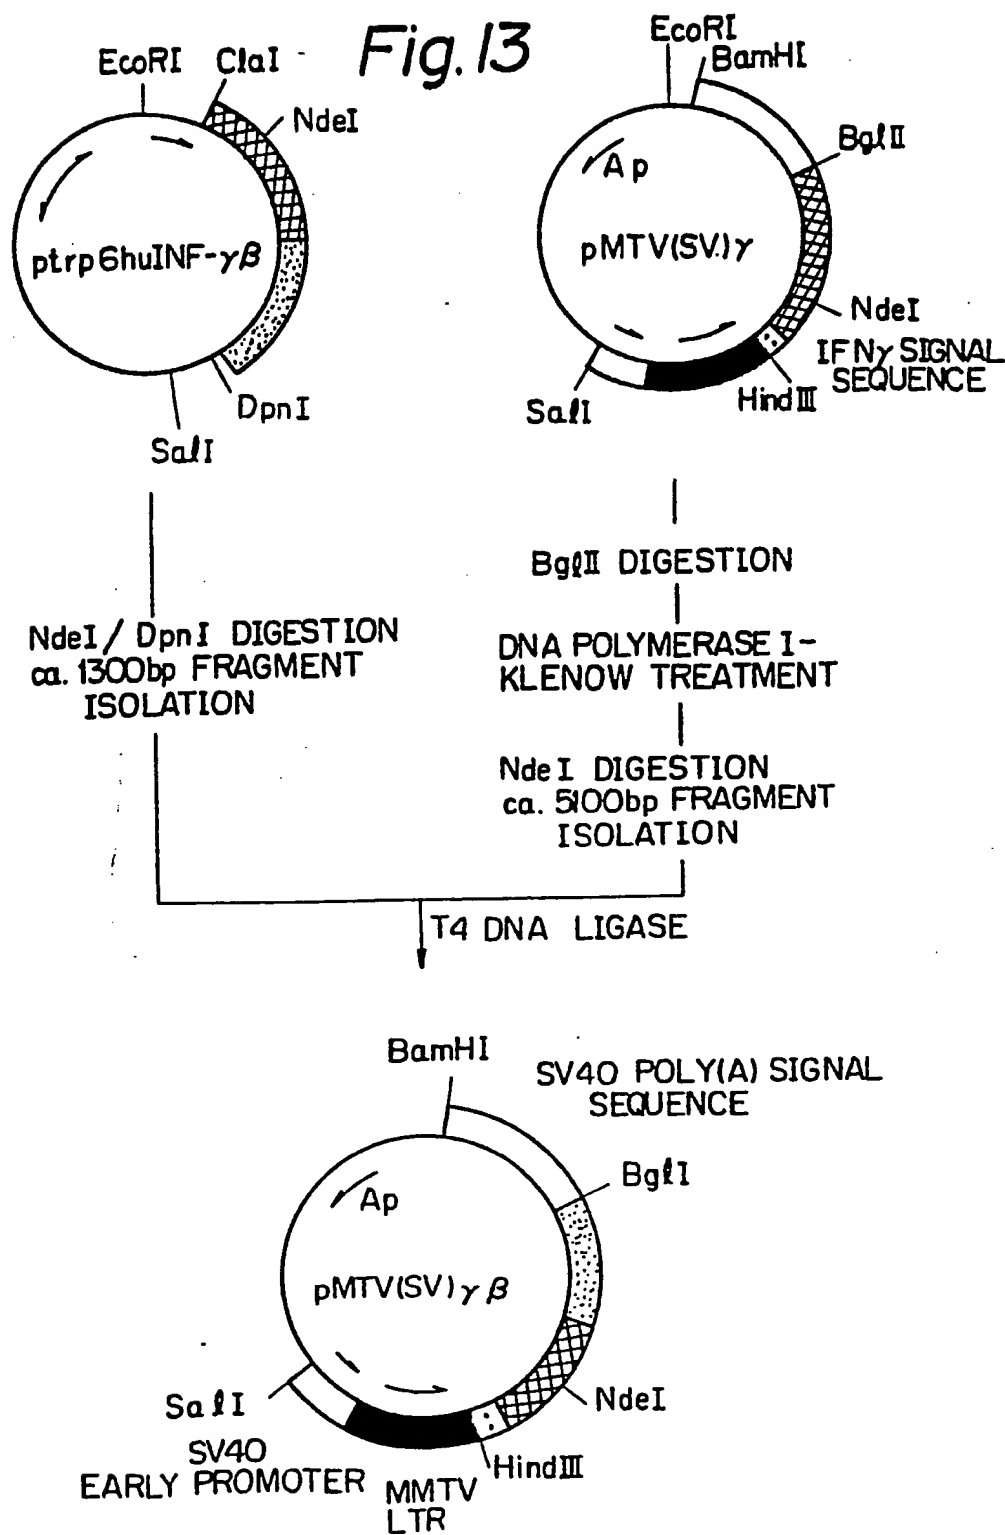 Fig. 13
EcoRI
ClaI
NdeI
ptrp6huINF-γβ
DpnI
SalI
EcoRI
BamHI
BglII
Ap
pMTV(SV.)γ
NdeI
IFNγ SIGNAL
SEQUENCE
HindIII
SalI
NdeI / DpnI DIGESTION
ca. 1300bp FRAGMENT
ISOLATION
BglII DIGESTION
DNA POLYMERASE I-
KLENOW TREATMENT
NdeI DIGESTION
ca. 5100bp FRAGMENT
ISOLATION
T4 DNA LIGASE
BamHI
SV40 POLY(A) SIGNAL
SEQUENCE
BglI
Ap
pMTV(SV)γβ
NdeI
HindIII
SalI
SV40
EARLY PROMOTER
MMTV
LTR